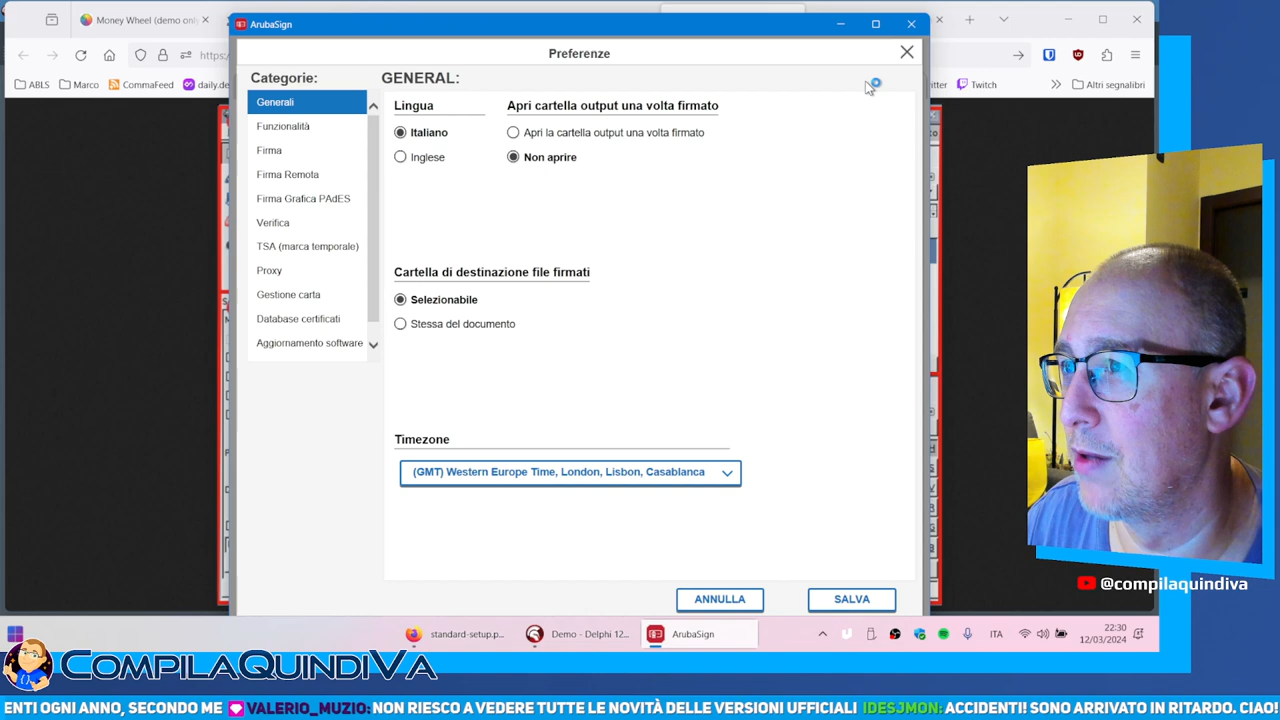 Money Wheel (demo onl
https:
ABLS
Marco
CommaFeed
daily.de
itter
Twitch
Altri segnalibri
ArubaSign
Preferenze
Categorie:
Generali
Funzionalità
Firma
Firma Remota
Firma Grafica PAdES
Verifica
TSA (marca temporale)
Proxy
Gestione carta
Database certificati
Aggiornamento software
GENERAL:
Lingua
Italiano
Inglese
Apri cartella output una volta firmato
Apri la cartella output una volta firmato
Non aprire
Cartella di destinazione file firmati
Selezionabile
Stessa del documento
Timezone
(GMT) Western Europe Time, London, Lisbon, Casablanca
ANNULLA
SALVA
@compilaquindiva
standard-setup.p...
Demo - Delphi 12...
ArubaSign
ITA
22:30
12/03/2024
COMPILAQUINDIVA
ENTI OGNI ANNO, SECONDO ME VALERIO_MUZIO: NON RIESCO A VEDERE TUTTE LE NOVITÀ DELLE VERSIONI UFFICIALI IDESJMON: ACCIDENTI! SONO ARRIVATO IN RITARDO. CIAO!